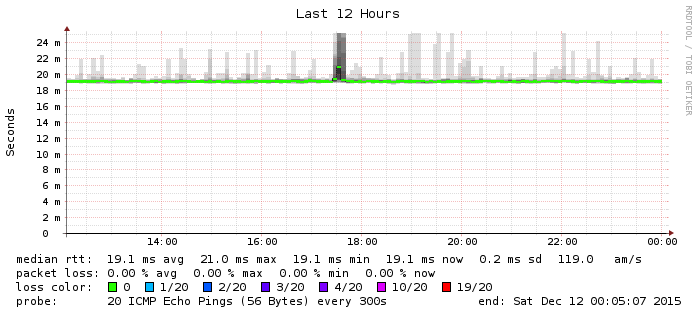 Last 12 Hours
RRDTOOL / TOBI OETIKER
Seconds
24 m
22 m
20 m
18 m
16 m
14 m
12 m
10 m
8 m
6 m
4 m
2 m
0
14:00 16:00 18:00 20:00 22:00 00:00
median rtt: 19.1 ms avg 21.0 ms max 19.1 ms min 19.1 ms now 0.2 ms sd 119.0 am/s
packet loss: 0.00 % avg 0.00 % max 0.00 % min 0.00 % now
loss color: 0 1/20 2/20 3/20 4/20 10/20 19/20
probe: 20 ICMP Echo Pings (56 Bytes) every 300s end: Sat Dec 12 00:05:07 2015